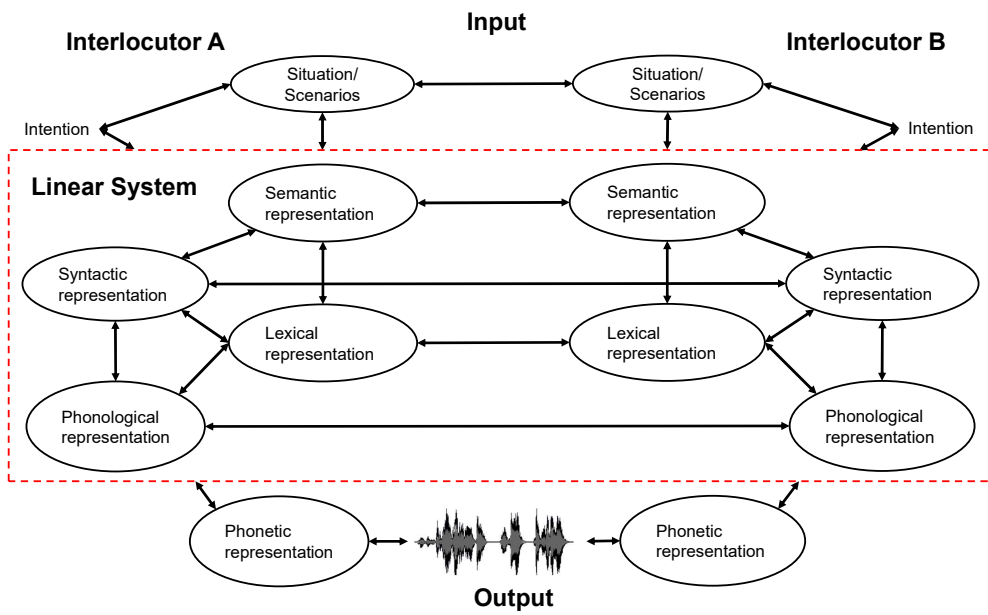 Input
Interlocutor A
Interlocutor B
Situation/
Scenarios
Situation/
Scenarios
Intention
Intention
Linear System
Semantic
representation
Semantic
representation
Syntactic
representation
Syntactic
representation
Lexical
representation
Lexical
representation
Phonological
representation
Phonological
representation
Phonetic
representation
Phonetic
representation
Output